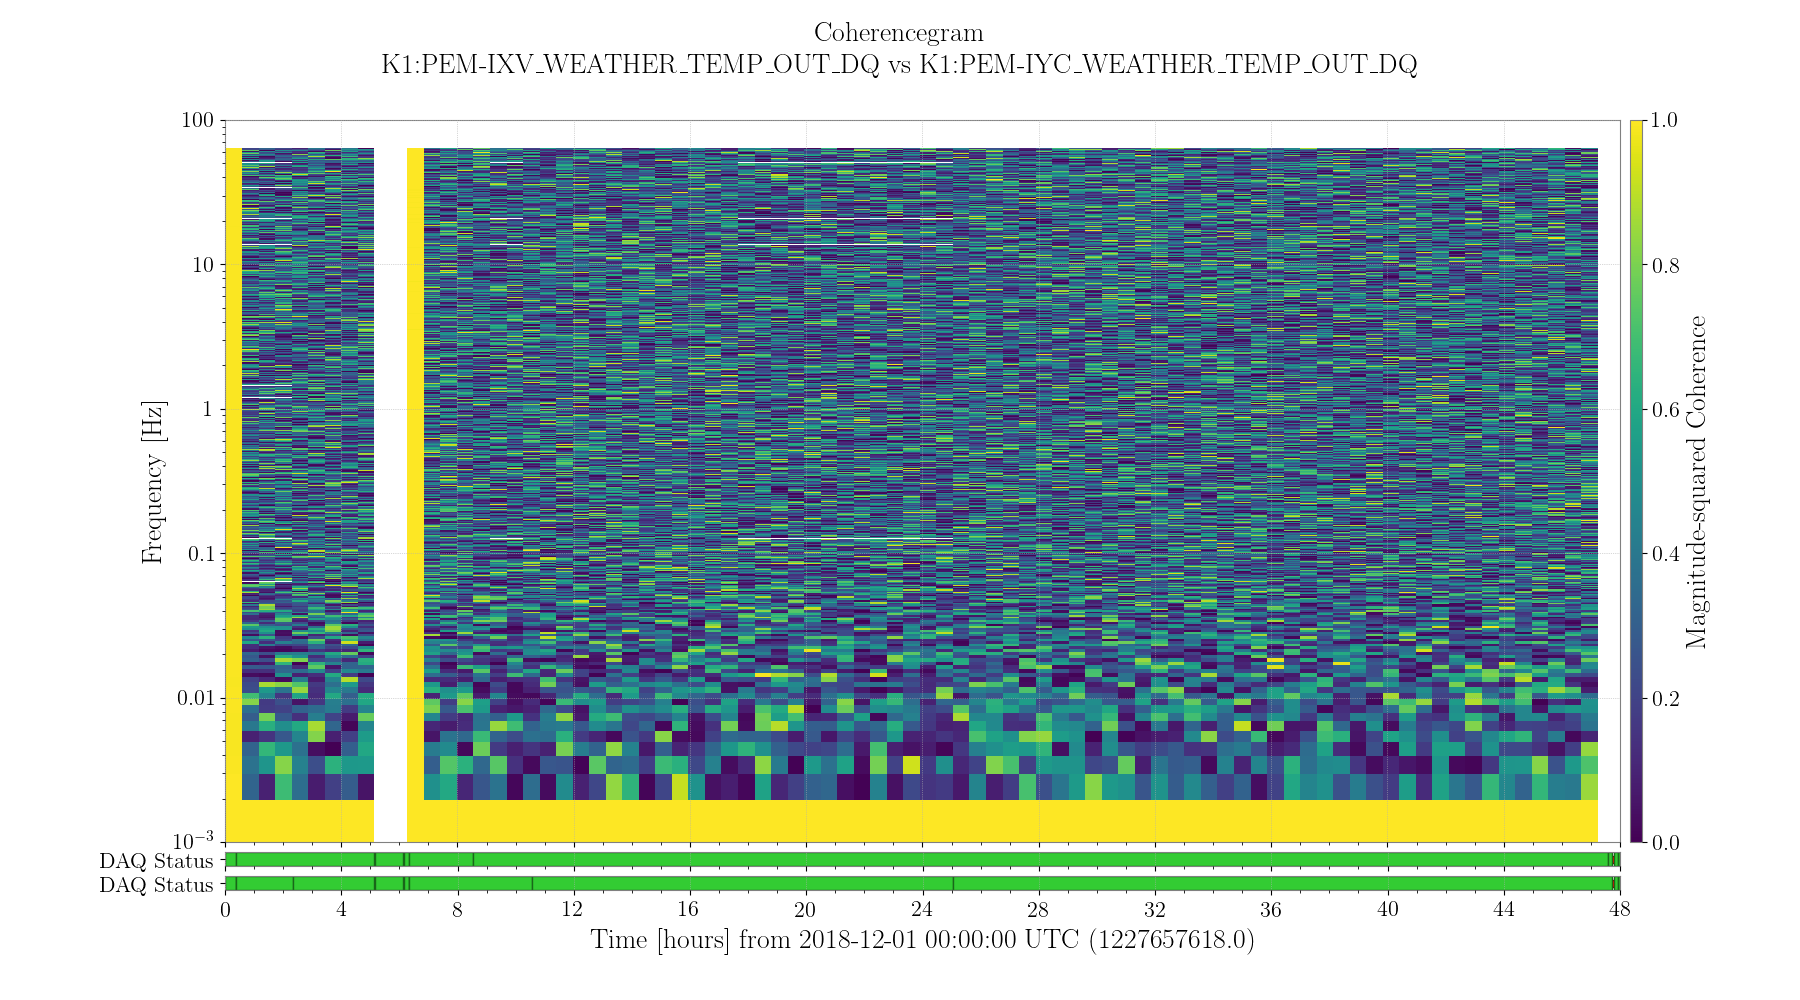 Coherencegram
K1:PEM-IXV_WEATHER_TEMP_OUT_DQ vs K1:PEM-IYC_WEATHER_TEMP_OUT_DQ
100
10
1
0.1
0.01
10⁻³
Frequency [Hz]
1.0
0.8
0.6
0.4
0.2
0.0
Magnitude-squared Coherence
DAQ Status
DAQ Status
0 4 8 12 16 20 24 28 32 36 40 44 48
Time [hours] from 2018-12-01 00:00:00 UTC (1227657618.0)